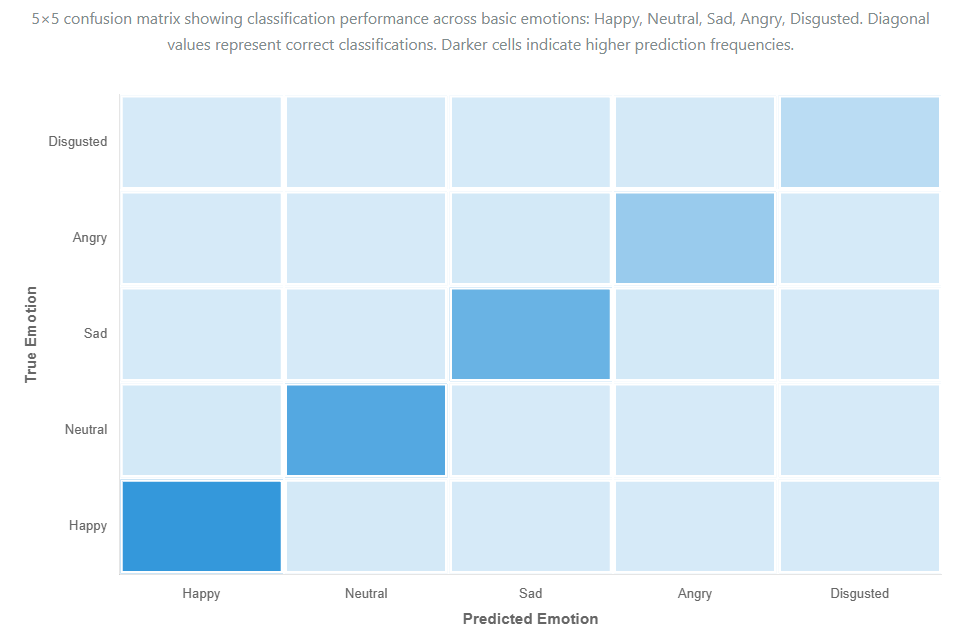 5×5 confusion matrix showing classification performance across basic emotions: Happy, Neutral, Sad, Angry, Disgusted. Diagonal
values represent correct classifications. Darker cells indicate higher prediction frequencies.
Disgusted
Angry
Sad
Neutral
Happy
True Emotion
Happy Neutral Sad Angry Disgusted
Predicted Emotion